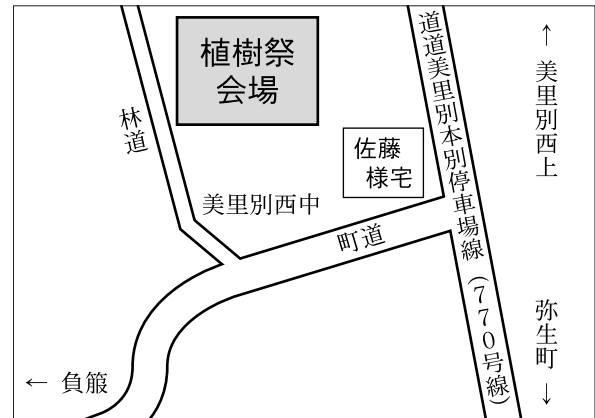 植樹祭
会場
林道
佐藤
様宅
美里別西中
町道
道道美里別本別停車場線（770号線）
↑ 美里別西上
弥生町 ↓
← 負箙